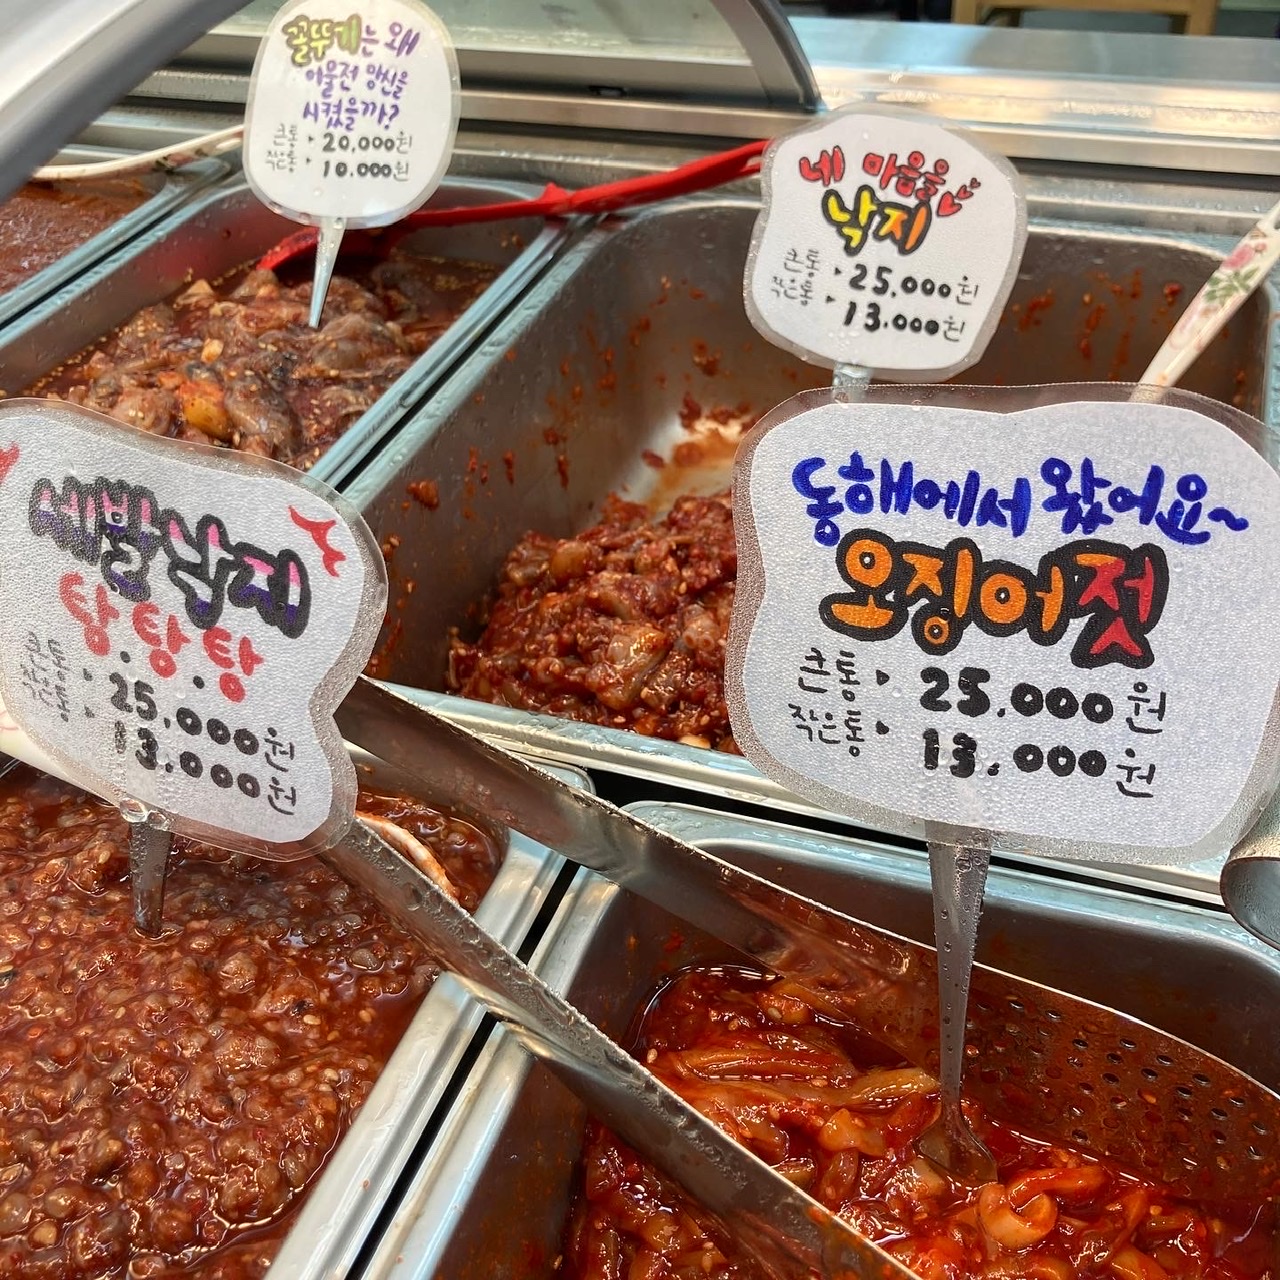 꼴뚜기는 왜
어물전 망신을
시켰을까?
큰통 20,000원
작은통 10,000원
네 마음을
낙지
큰통 25,000원
작은통 13,000원
세발낙지
탕.탕.탕
큰통 25,000원
작은통 13,000원
동해에서 왔어요~
오징어젓
큰통 25,000원
작은통 13,000원